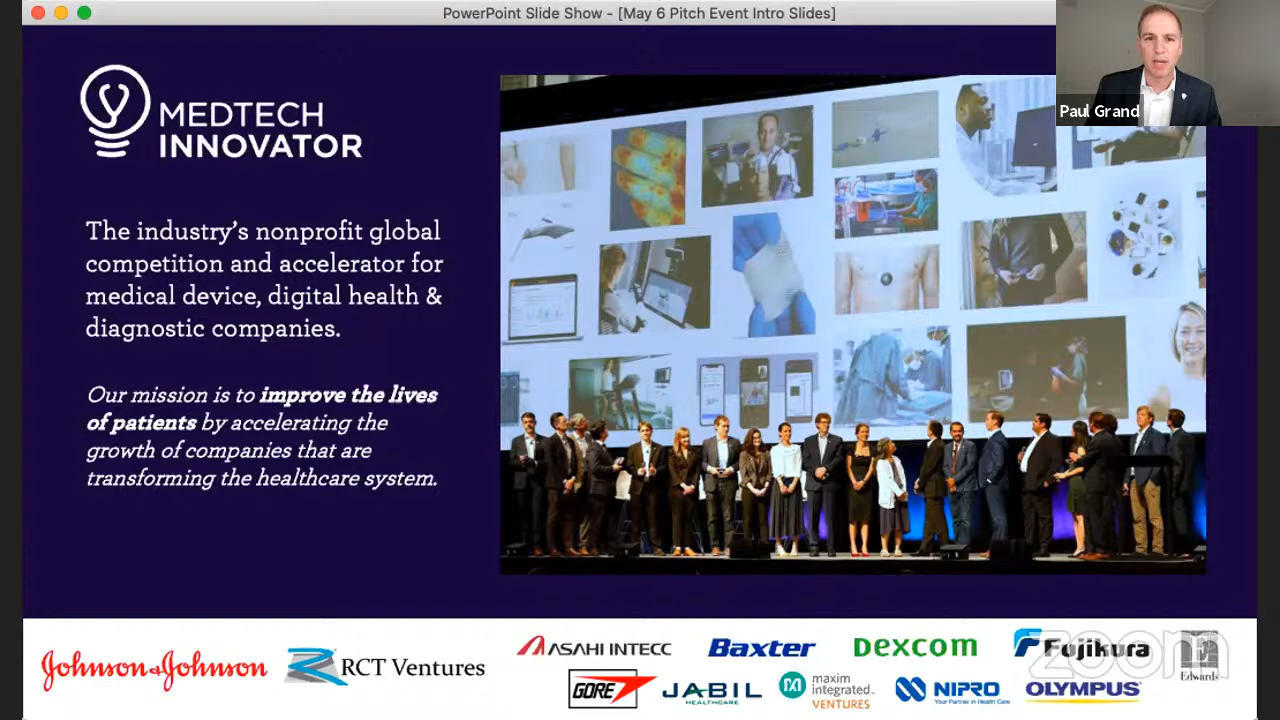 PowerPoint Slide Show - [May 6 Pitch Event Intro Slides]
Paul Grand
MEDTECH
INNOVATOR
The industry's nonprofit global
competition and accelerator for
medical device, digital health &
diagnostic companies.
Our mission is to improve the lives
of patients by accelerating the
growth of companies that are
transforming the healthcare system.
Johnson & Johnson
RCT Ventures
ASAHI INTECC
Baxter
Dexcom
Fujikura
zoom
E
Edwards
GORE
JABIL
HEALTHCARE
maxim
integrated
VENTURES
NIPRO
Your Partner in Health Care
OLYMPUS